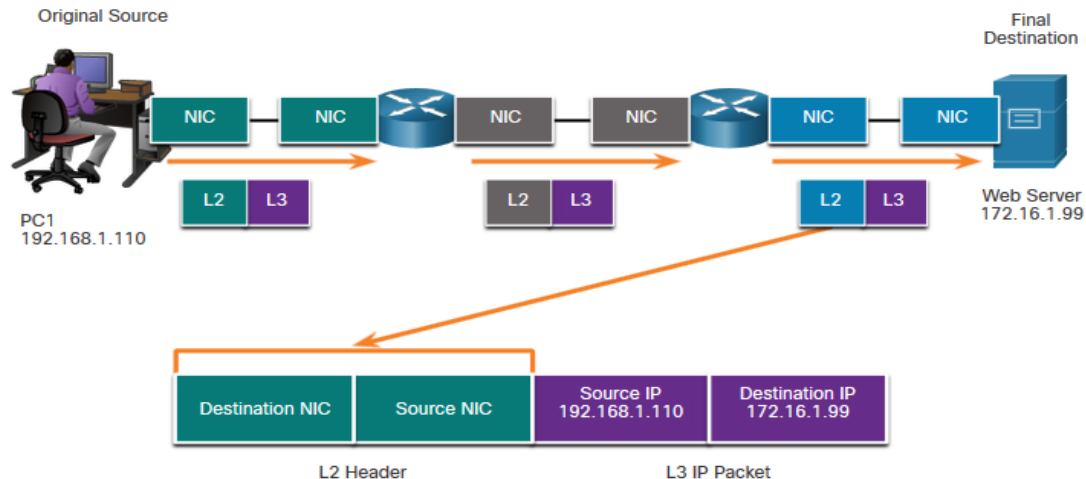 Original Source
Final
Destination
NIC
NIC
NIC
NIC
NIC
NIC
L2
L3
L2
L3
L2
L3
PC1
192.168.1.110
Web Server
172.16.1.99
Destination NIC
Source NIC
Source IP
192.168.1.110
Destination IP
172.16.1.99
L2 Header
L3 IP Packet